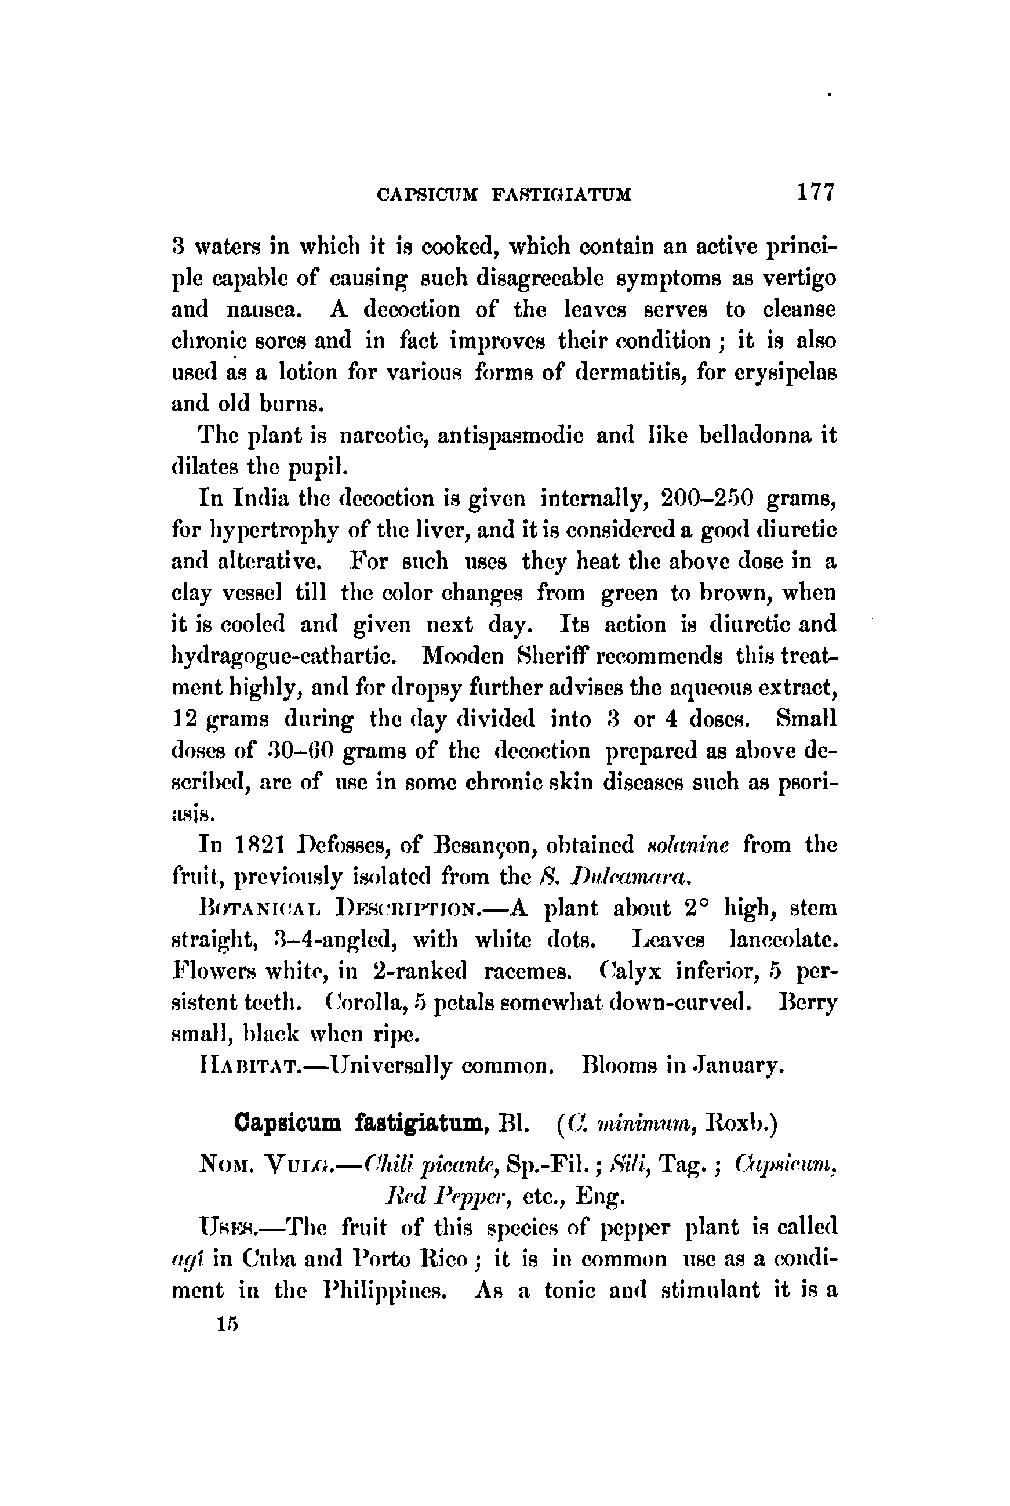 CAPSICUM FASTIGIATUM 177
3 waters in which it is cooked, which contain an active princi-
ple capable of causing such disagreeable symptoms as vertigo
and nausea. A decoction of the leaves serves to cleanse
chronic sores and in fact improves their condition ; it is also
used as a lotion for various forms of dermatitis, for erysipelas
and old burns.
The plant is narcotic, antispasmodic and like belladonna it
dilates the pupil.
In India the decoction is given internally, 200–250 grams,
for hypertrophy of the liver, and it is considered a good diuretic
and alterative. For such uses they heat the above dose in a
clay vessel till the color changes from green to brown, when
it is cooled and given next day. Its action is diuretic and
hydragogue-cathartic. Mooden Sheriff recommends this treat-
ment highly, and for dropsy further advises the aqueous extract,
12 grams during the day divided into 3 or 4 doses. Small
doses of 30–60 grams of the decoction prepared as above de-
scribed, are of use in some chronic skin diseases such as psori-
asis.
In 1821 Defosses, of Besançon, obtained solanine from the
fruit, previously isolated from the S. Dulcamara.
BOTANICAL DESCRIPTION.—A plant about 2° high, stem
straight, 3–4-angled, with white dots. Leaves lanceolate.
Flowers white, in 2-ranked racemes. Calyx inferior, 5 per-
sistent teeth. Corolla, 5 petals somewhat down-curved. Berry
small, black when ripe.
HABITAT.—Universally common. Blooms in January.
Capsicum fastigiatum, Bl. (C. minimum, Roxb.)
NOM. VULG.—Chili picante, Sp.-Fil. ; Sili, Tag. ; Capsicum,
Red Pepper, etc., Eng.
USES.—The fruit of this species of pepper plant is called
agí in Cuba and Porto Rico ; it is in common use as a condi-
ment in the Philippines. As a tonic and stimulant it is a
15